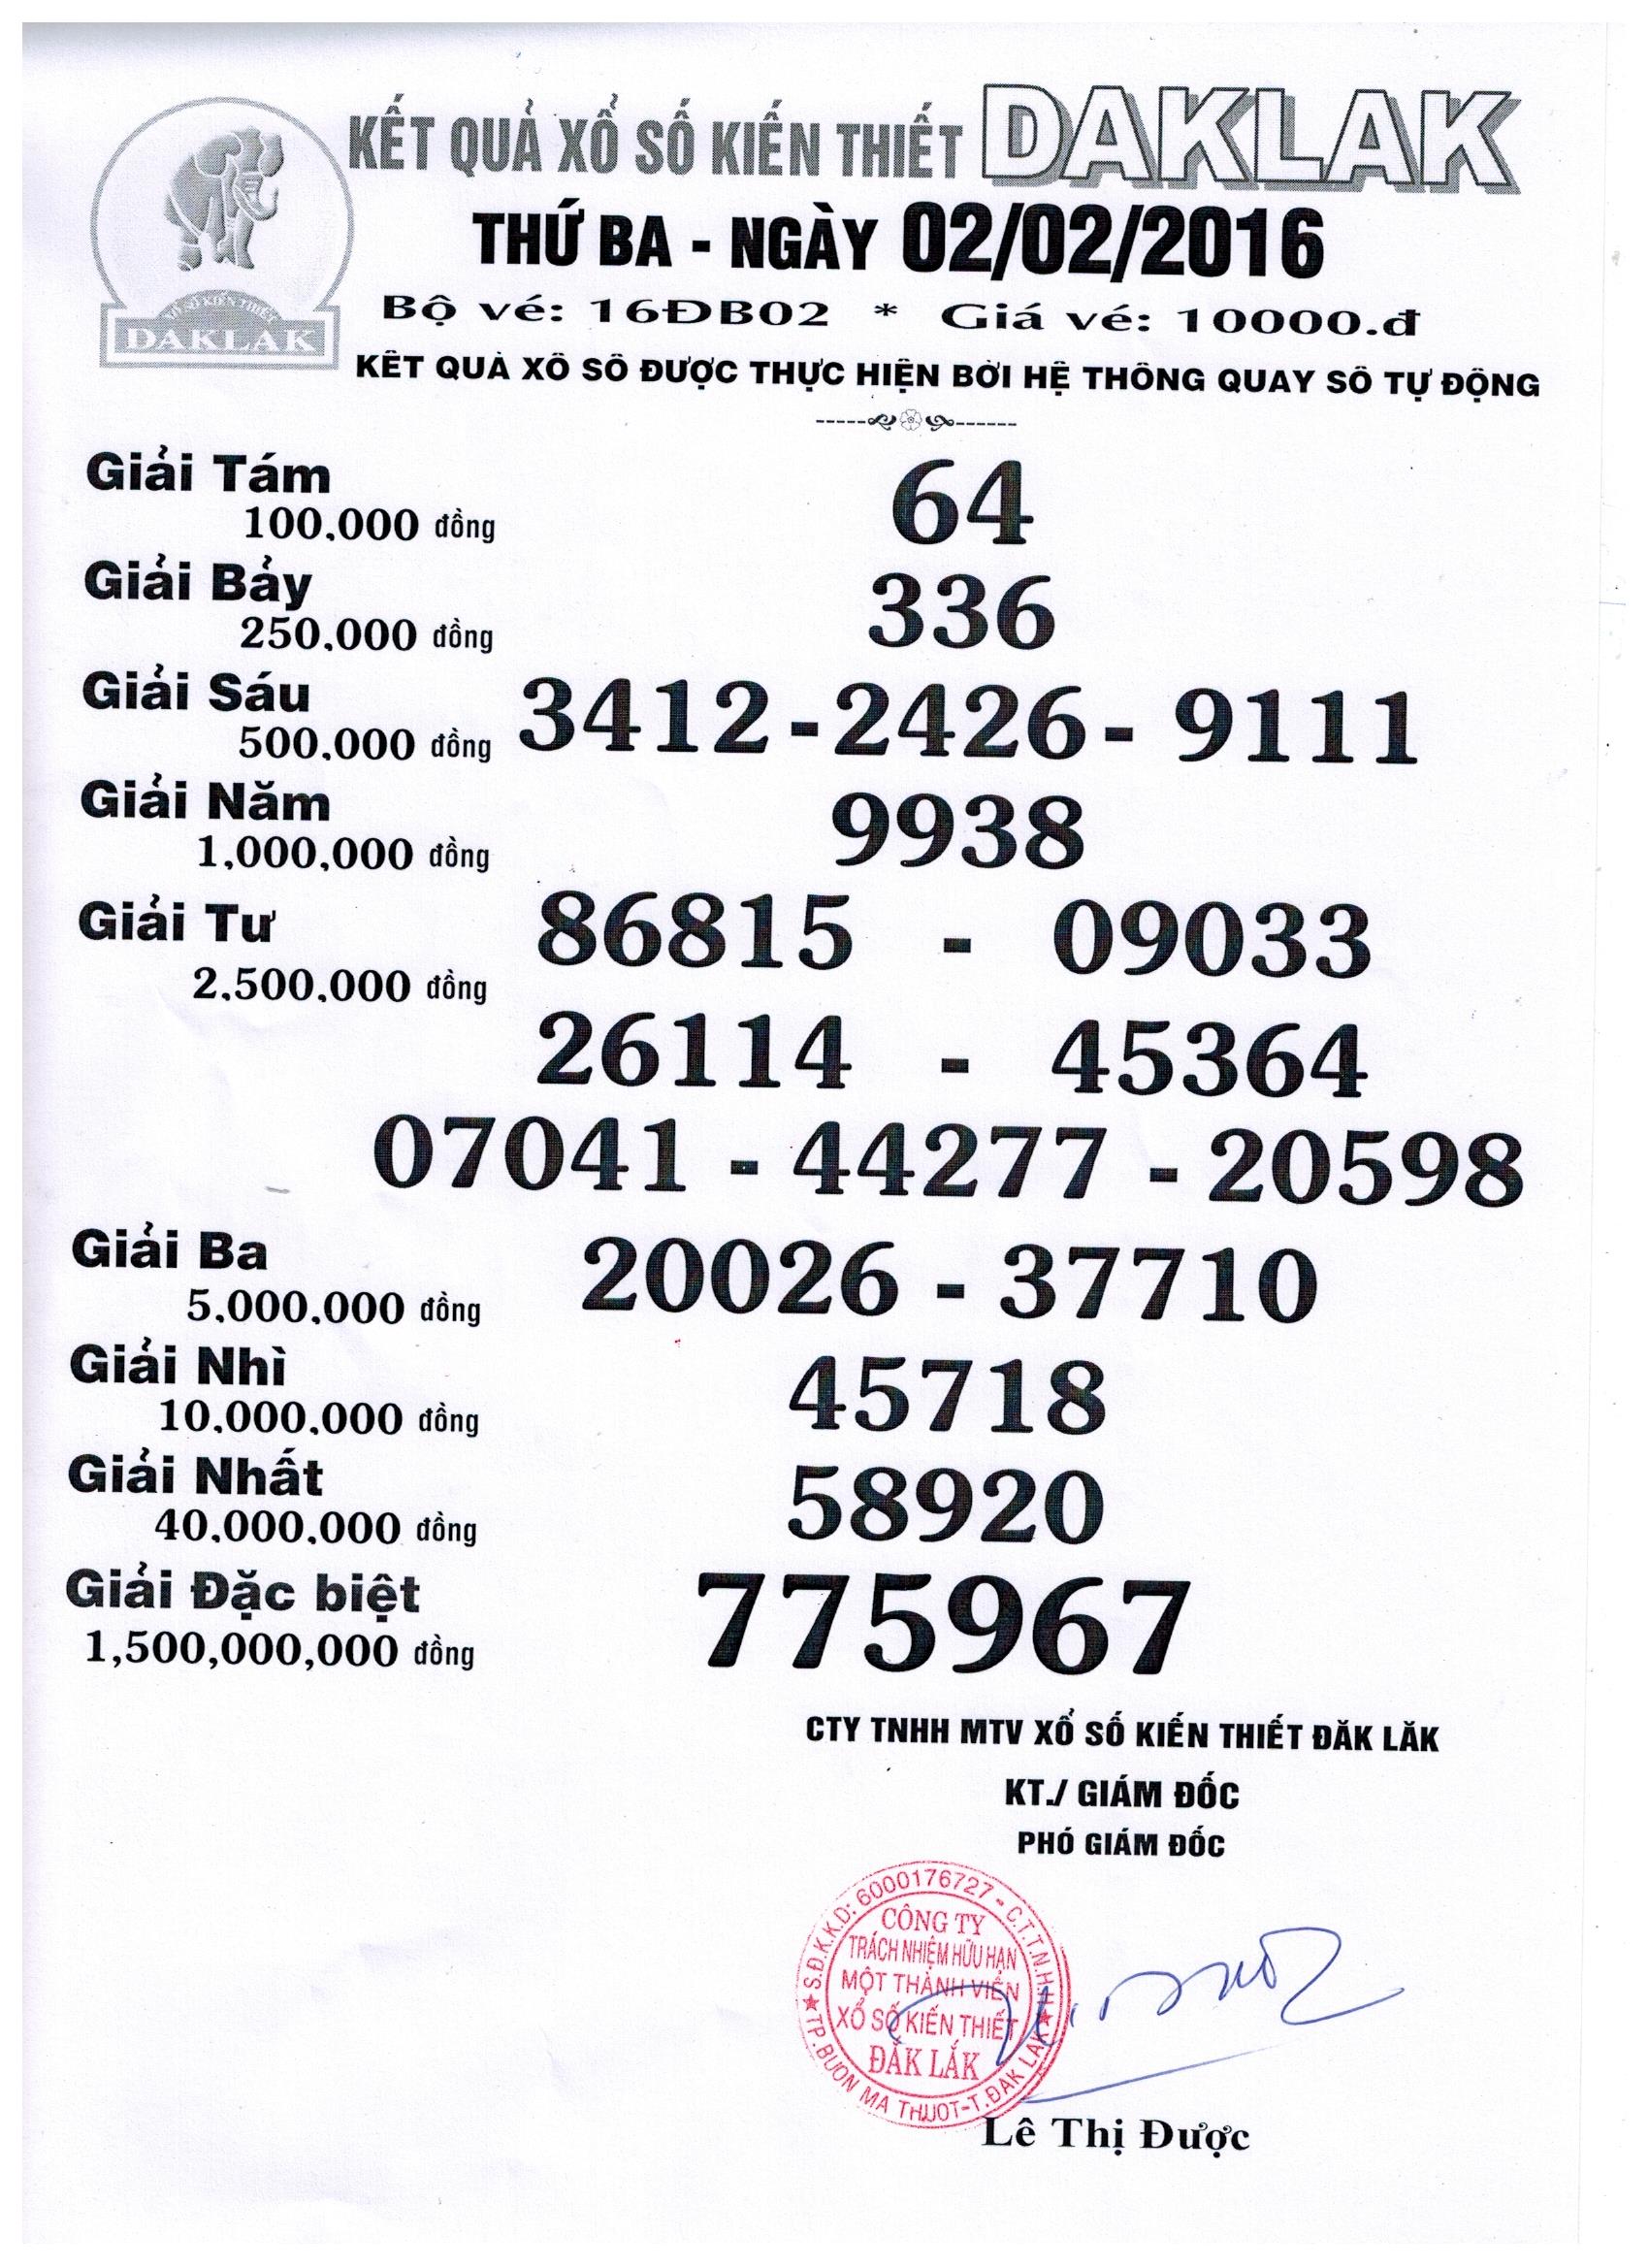 KẾT QUẢ XỔ SỐ KIẾN THIẾT DAKLAK
THỨ BA - NGÀY 02/02/2016
Bộ vé: 16ĐB02 * Giá vé: 10000.đ
XỔ SỐ KIẾN THIẾT
DAKLAK
KẾT QUẢ XỔ SỐ ĐƯỢC THỰC HIỆN BỞI HỆ THỐNG QUAY SỐ TỰ ĐỘNG
Giải Tám 64
100,000 đồng
Giải Bảy 336
250,000 đồng
Giải Sáu 3412 - 2426 - 9111
500,000 đồng
Giải Năm 9938
1,000,000 đồng
Giải Tư 86815 - 09033
2,500,000 đồng
26114 - 45364
07041 - 44277 - 20598
Giải Ba 20026 - 37710
5,000,000 đồng
Giải Nhì 45718
10,000,000 đồng
Giải Nhất 58920
40,000,000 đồng
Giải Đặc biệt 775967
1,500,000,000 đồng
CTY TNHH MTV XỔ SỐ KIẾN THIẾT ĐĂK LĂK
KT./ GIÁM ĐỐC
PHÓ GIÁM ĐỐC
S.Đ.K.K.D: 6000176727 - C.T.T.N.H.H
CÔNG TY
TRÁCH NHIỆM HỮU HẠN
MỘT THÀNH VIÊN
XỔ SỐ KIẾN THIẾT
ĐẮK LẮK
TP.BUÔN MA THUỘT-T.ĐAK LAK
Lê Thị Được